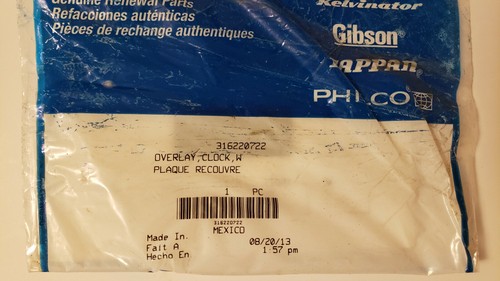 Genuine Renewal Parts
Refacciones auténticas
Pièces de rechange authentiques
Kelvinator
Gibson®
TAPPAN
PHILCO
316220722
OVERLAY,CLOCK,W
PLAQUE RECOUVRE
1 PC
316220722
MEXICO
Made In.
Fait A
Hecho En
08/20/13
1:57 pm